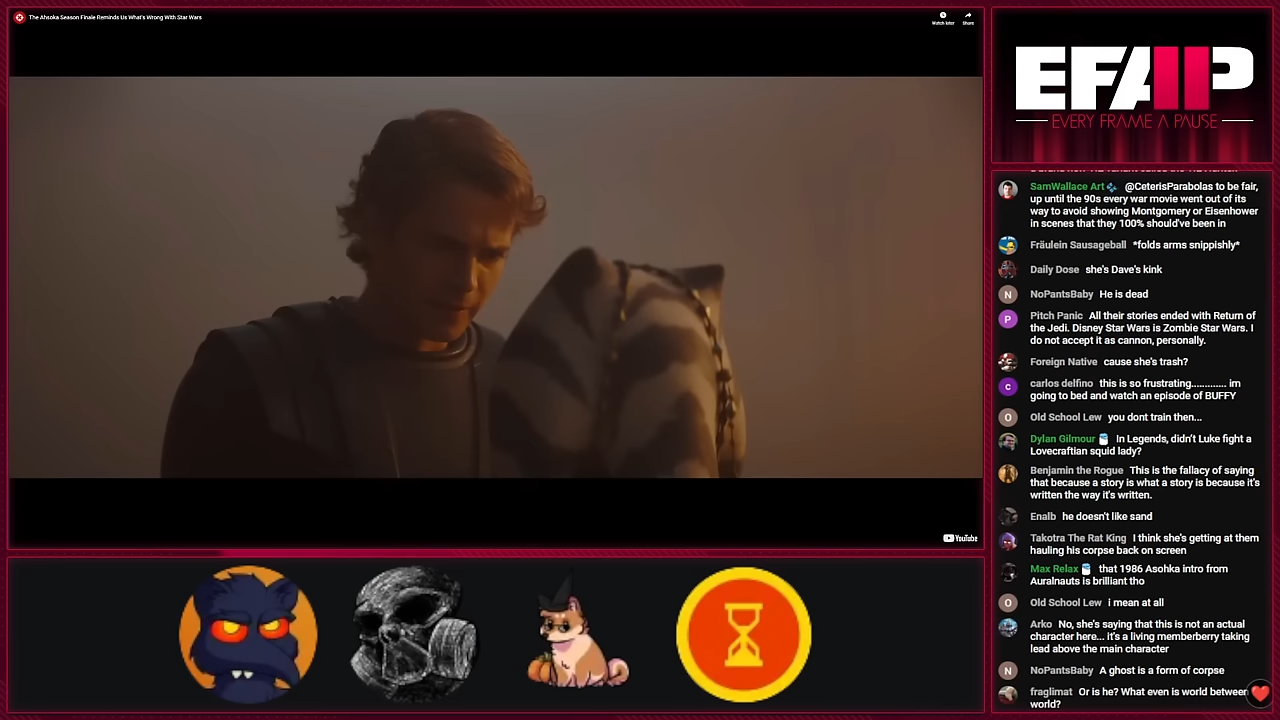 The Ahsoka Season Finale Reminds Us What's Wrong With Star Wars
Watch later
Share
YouTube
EFAP
EVERY FRAME A PAUSE
SamWallace Art @CeterisParabolas to be fair,
up until the 90s every war movie went out of its
way to avoid showing Montgomery or Eisenhower
in scenes that they 100% should've been in
Fräulein Sausageball *folds arms snippishly*
Daily Dose she's Dave's kink
N
NoPantsBaby He is dead
P
Pitch Panic All their stories ended with Return of
the Jedi. Disney Star Wars is Zombie Star Wars. I
do not accept it as cannon, personally.
Foreign Native cause she's trash?
c
carlos delfino this is so frustrating............. im
going to bed and watch an episode of BUFFY
O
Old School Lew you dont train then...
Dylan Gilmour In Legends, didn't Luke fight a
Lovecraftian squid lady?
Benjamin the Rogue This is the fallacy of saying
that because a story is what a story is because it's
written the way it's written.
Enalb he doesn't like sand
Takotra The Rat King I think she's getting at them
hauling his corpse back on screen
Max Relax that 1986 Asohka intro from
Auralnauts is brilliant tho
O
Old School Lew i mean at all
Arko No, she's saying that this is not an actual
character here... it's a living memberberry taking
lead above the main character
N
NoPantsBaby A ghost is a form of corpse
fraglimat Or is he? What even is world between
world?